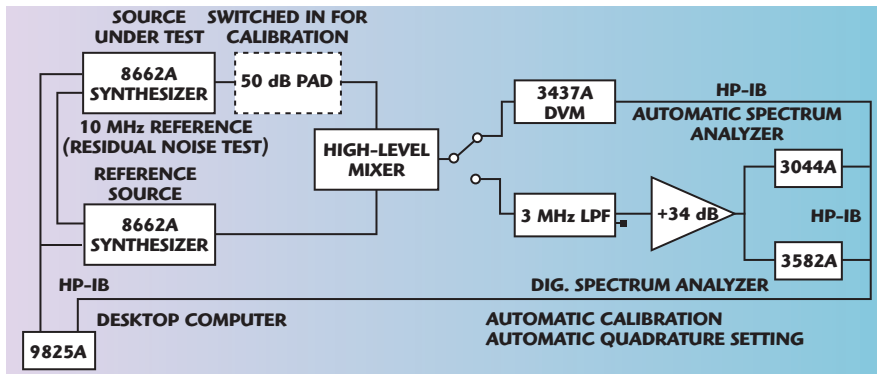 SOURCE
UNDER TEST
SWITCHED IN FOR
CALIBRATION
8662A
SYNTHESIZER
50 dB PAD
10 MHz REFERENCE
(RESIDUAL NOISE TEST)
REFERENCE
SOURCE
8662A
SYNTHESIZER
HIGH-LEVEL
MIXER
3437A
DVM
HP-IB
AUTOMATIC SPECTRUM
ANALYZER
3044A
3 MHz LPF
+34 dB
HP-IB
3582A
HP-IB
DIG. SPECTRUM ANALYZER
DESKTOP COMPUTER
9825A
AUTOMATIC CALIBRATION
AUTOMATIC QUADRATURE SETTING